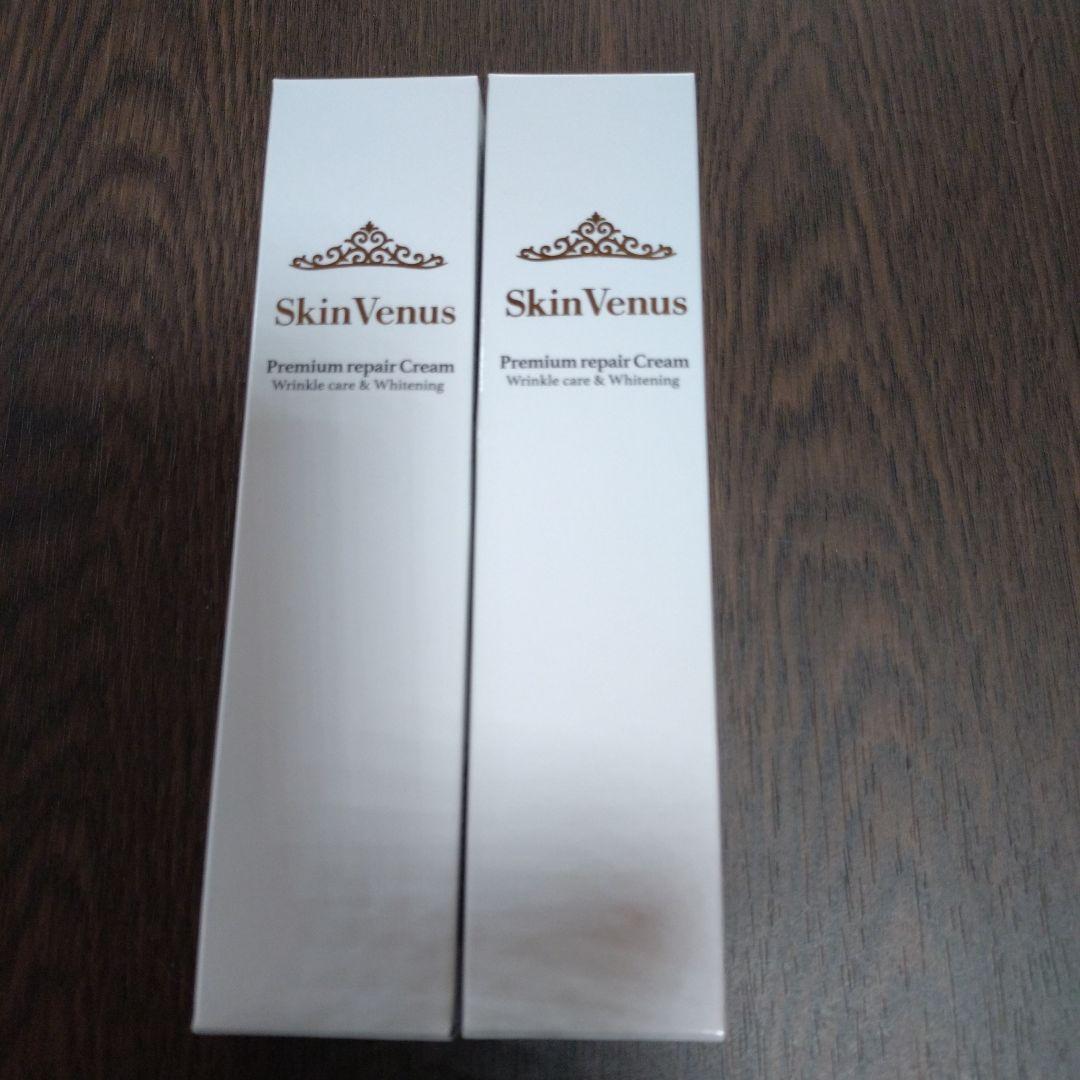 SkinVenus
Premium repair Cream
Wrinkle care & Whitening
SkinVenus
Premium repair Cream
Wrinkle care & Whitening